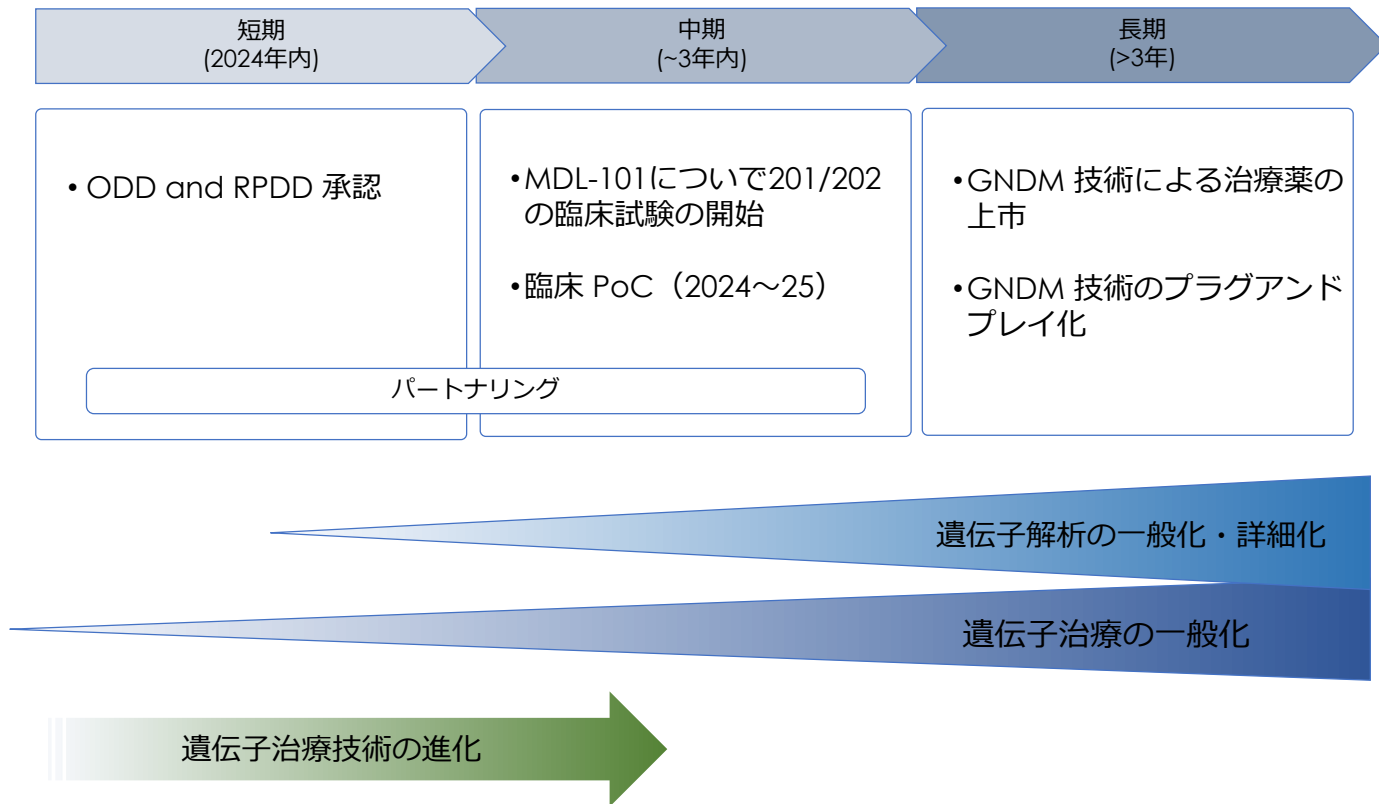 短期
(2024年内)
中期
(~3年内)
長期
(>3年)
• ODD and RPDD 承認
•MDL-101についで201/202
の臨床試験の開始
•臨床 PoC（2024～25）
•GNDM 技術による治療薬の
上市
•GNDM 技術のプラグアンド
プレイ化
パートナリング
遺伝子解析の一般化・詳細化
遺伝子治療の一般化
遺伝子治療技術の進化